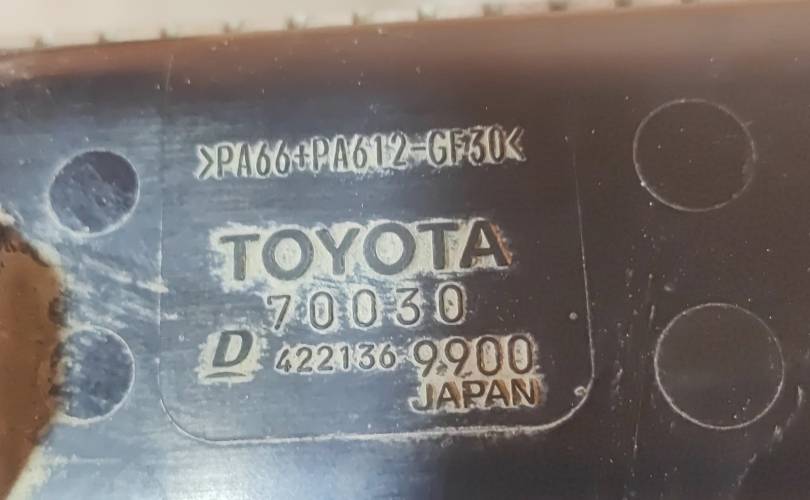 >PA66+PA612-GF30<
TOYOTA
70030
D 422136-9900
JAPAN